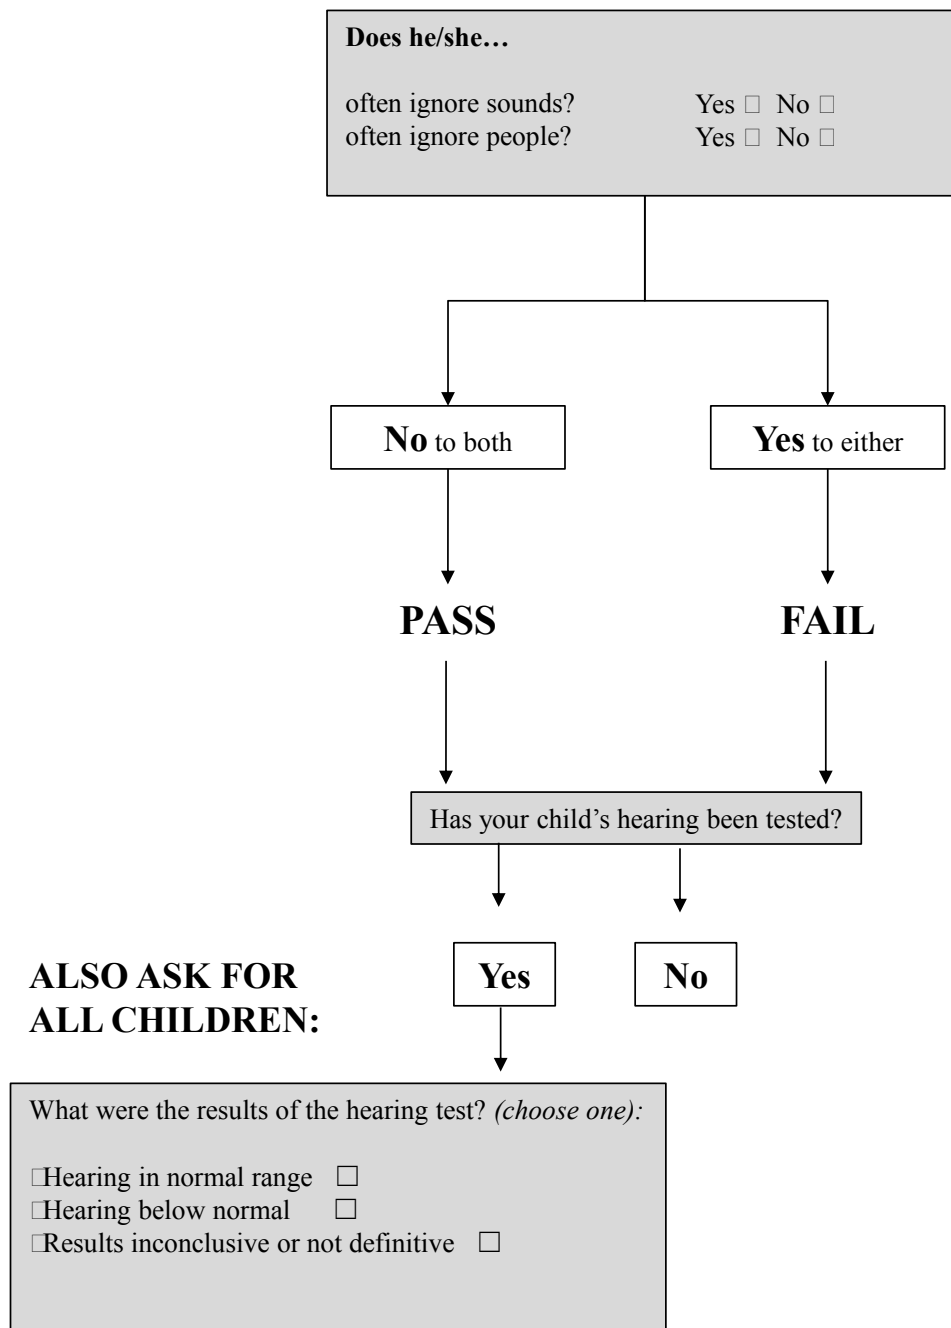 Does he/she…
often ignore sounds? Yes □ No □
often ignore people? Yes □ No □
No to both
Yes to either
PASS
FAIL
Has your child’s hearing been tested?
ALSO ASK FOR
ALL CHILDREN:
Yes
No
What were the results of the hearing test? (choose one):
□Hearing in normal range □
□Hearing below normal □
□Results inconclusive or not definitive □